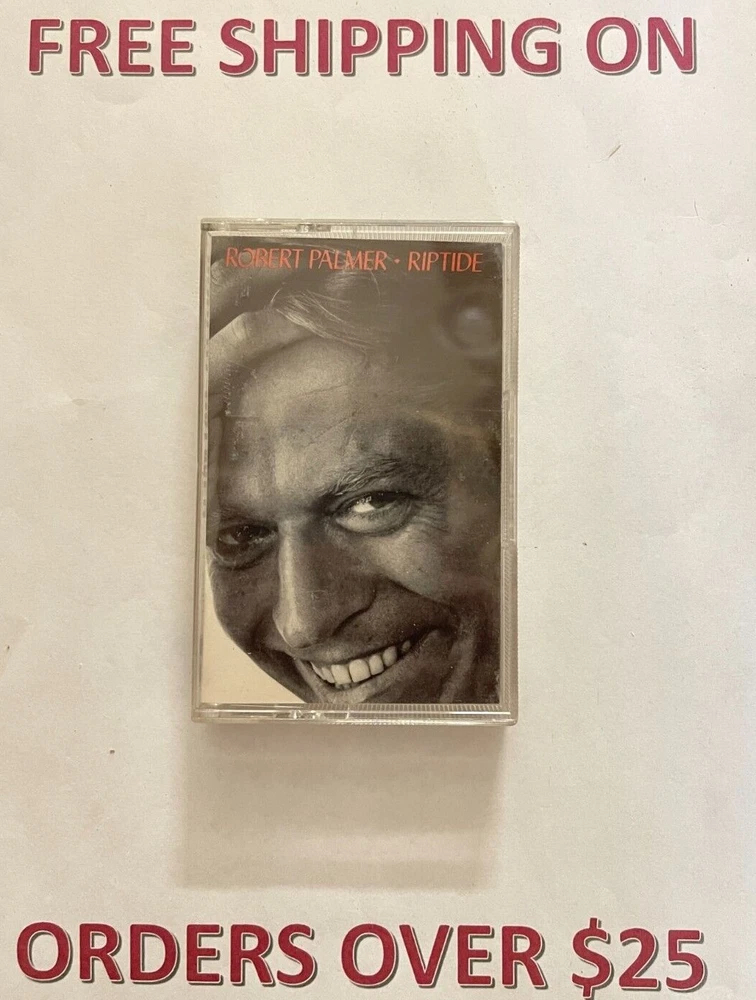 FREE SHIPPING ON
ROBERT PALMER • RIPTIDE
ORDERS OVER $25